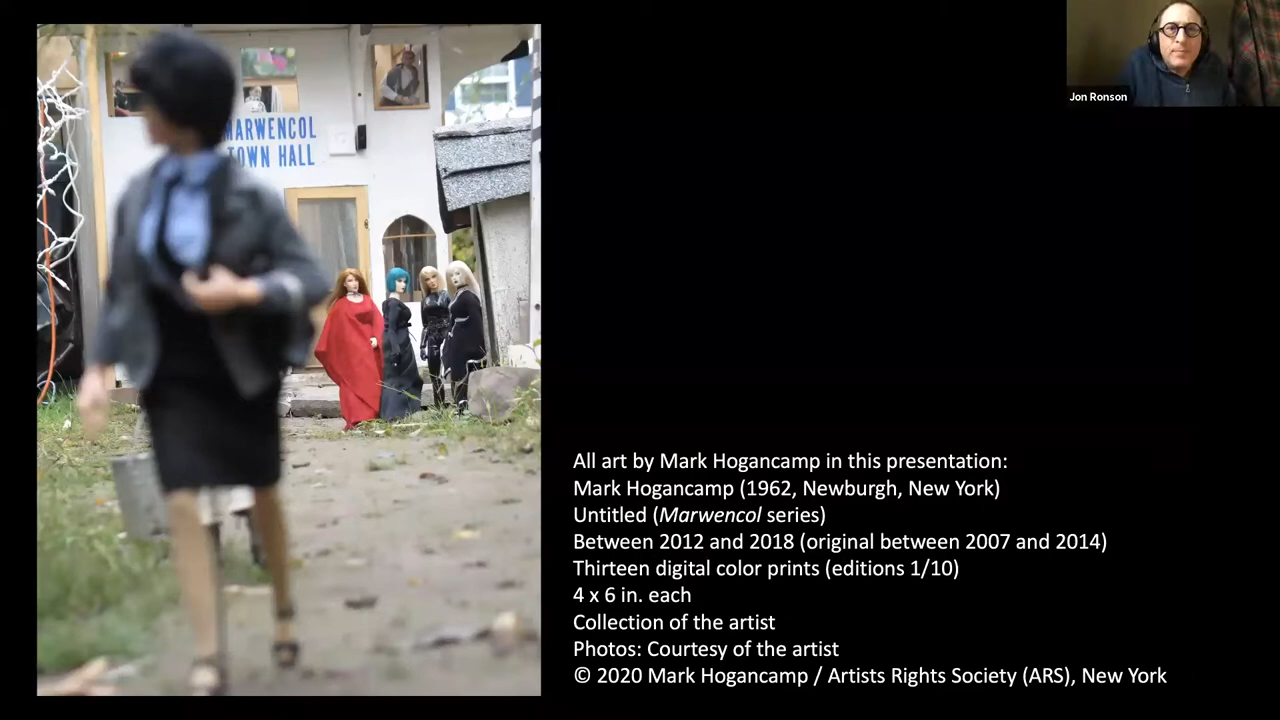 MARWENCOL
TOWN HALL
Jon Ronson
All art by Mark Hogancamp in this presentation:
Mark Hogancamp (1962, Newburgh, New York)
Untitled (Marwencol series)
Between 2012 and 2018 (original between 2007 and 2014)
Thirteen digital color prints (editions 1/10)
4 x 6 in. each
Collection of the artist
Photos: Courtesy of the artist
© 2020 Mark Hogancamp / Artists Rights Society (ARS), New York